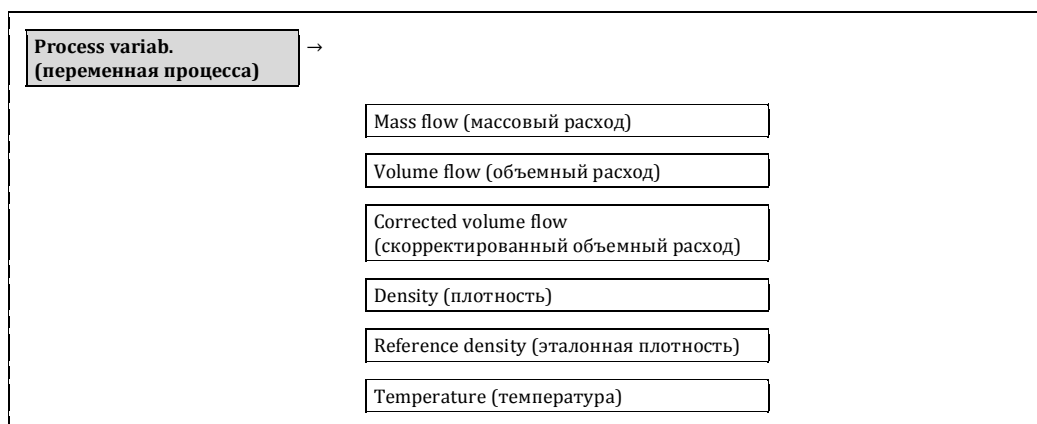 Process variab. →
(переменная процесса)
Mass flow (массовый расход)
Volume flow (объемный расход)
Corrected volume flow
(скорректированный объемный расход)
Density (плотность)
Reference density (эталонная плотность)
Temperature (температура)